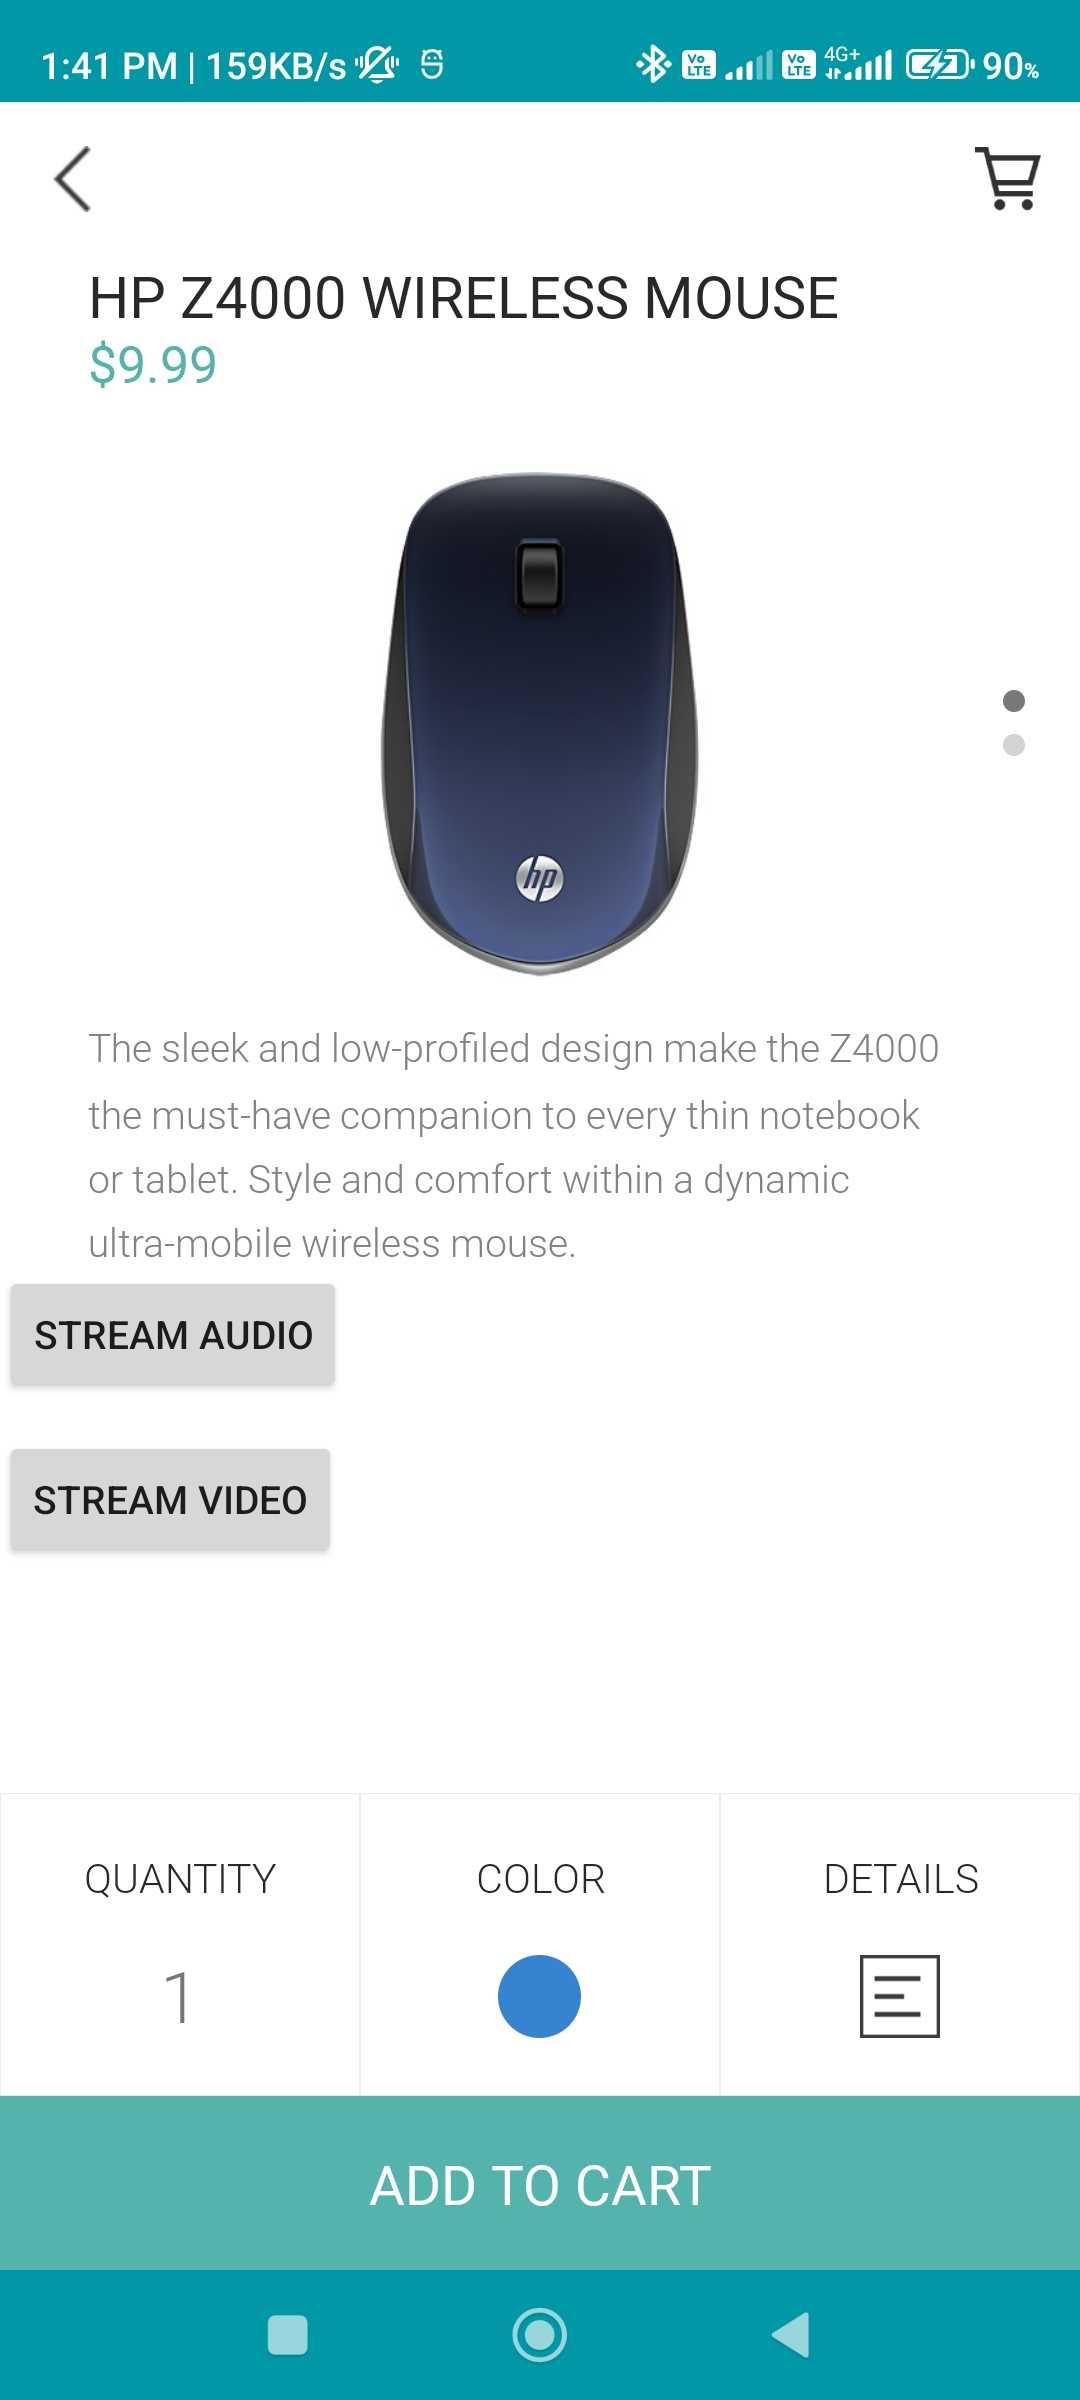 1:41 PM | 159KB/s Vo LTE Vo LTE 4G+ 90%
HP Z4000 WIRELESS MOUSE
$9.99
hp
The sleek and low-profiled design make the Z4000
the must-have companion to every thin notebook
or tablet. Style and comfort within a dynamic
ultra-mobile wireless mouse.
STREAM AUDIO
STREAM VIDEO
QUANTITY COLOR DETAILS
1
ADD TO CART